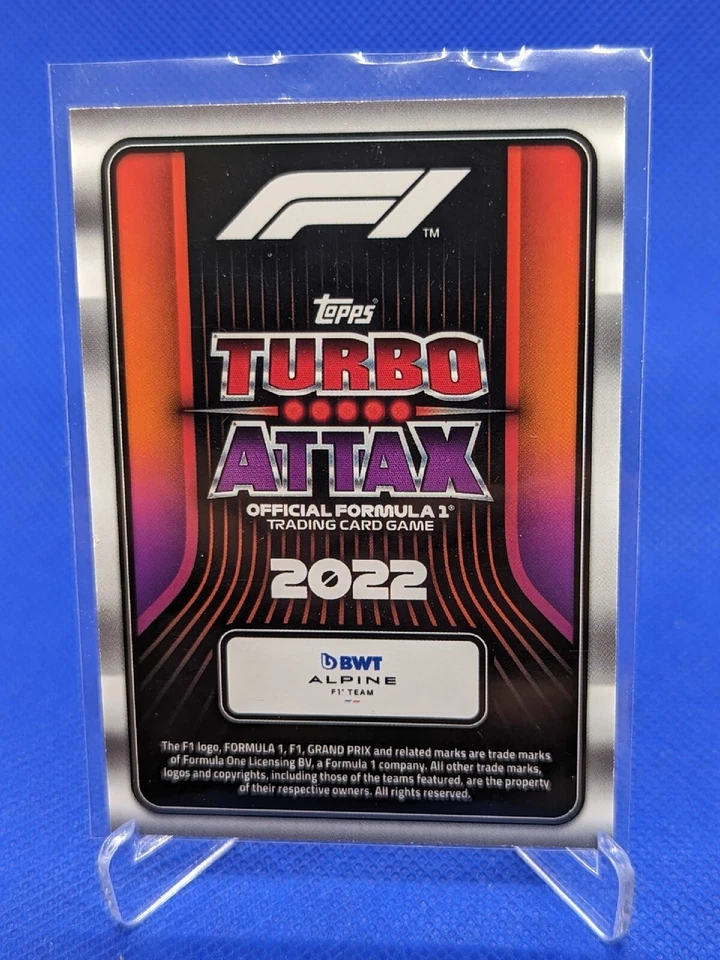 F1™
Topps®
TURBO
ATTAX
OFFICIAL FORMULA 1®
TRADING CARD GAME
2022
BWT
ALPINE
F1® TEAM
The F1 logo, FORMULA 1, F1, GRAND PRIX and related marks are trade marks
of Formula One Licensing BV, a Formula 1 company. All other trade marks,
logos and copyrights, including those of the teams featured, are the property
of their respective owners. All rights reserved.